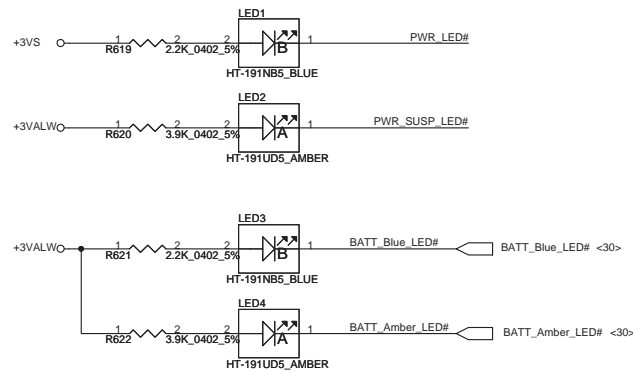 LED1
+3VS 1 2 2 B 1 PWR_LED#
R619 2.2K_0402_5%
HT-191NB5_BLUE
LED2
+3VALW 1 2 2 A 1 PWR_SUSP_LED#
R620 3.9K_0402_5%
HT-191UD5_AMBER
LED3
+3VALW 1 2 2 B 1 BATT_Blue_LED# BATT_Blue_LED# <30>
R621 2.2K_0402_5%
HT-191NB5_BLUE
LED4
1 2 2 A 1 BATT_Amber_LED# BATT_Amber_LED# <30>
R622 3.9K_0402_5%
HT-191UD5_AMBER